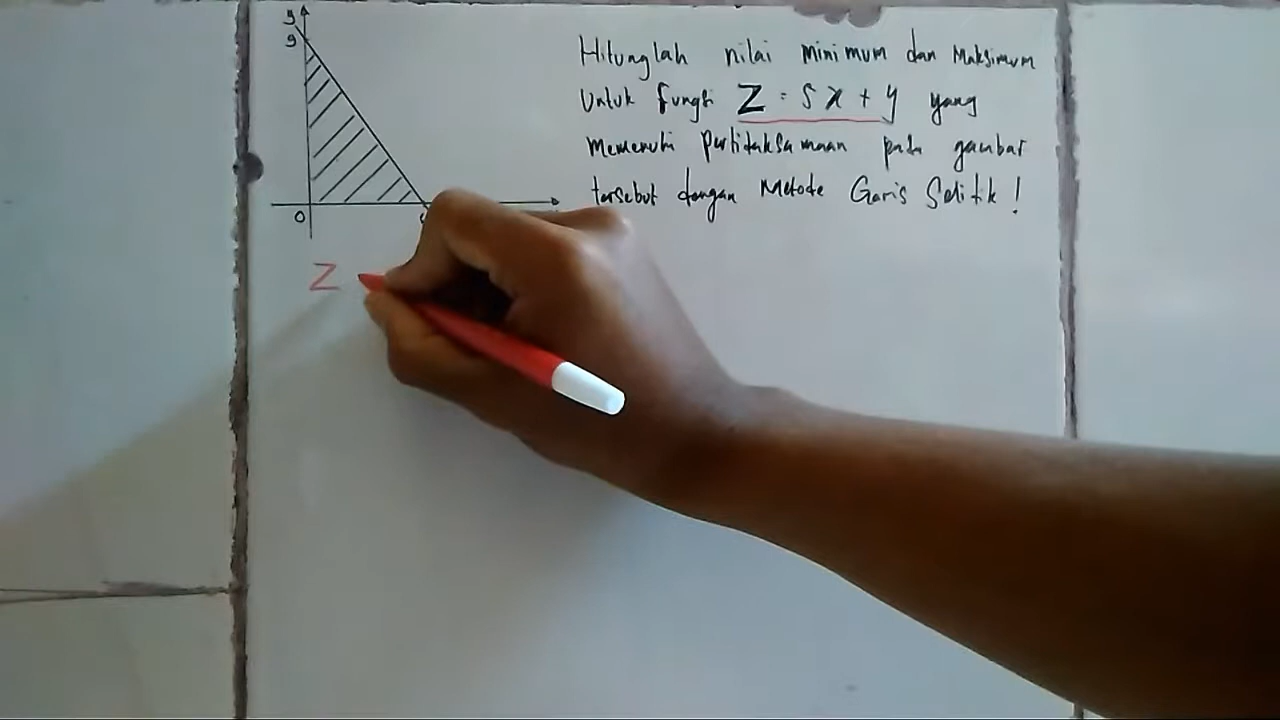 y
9
0
Hitunglah nilai minimum dan Maksimum
Untuk fungsi Z = 5x + y yang
Memenuhi Pertidaksamaan pada gambar
tersebut dengan Metode Garis Selitik !
Z